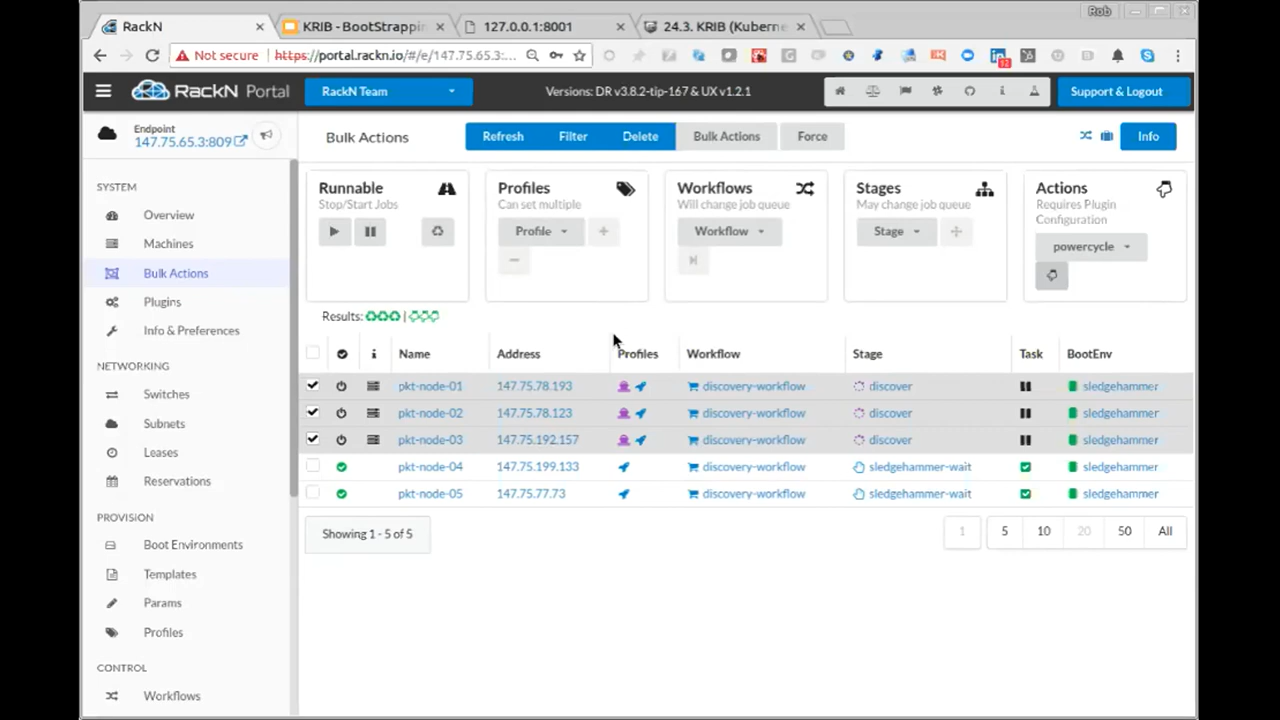 Rob
RackN
KRIB - BootStrappin
127.0.0.1:8001
24.3. KRIB (Kuberne
Not secure
https://portal.rackn.io/#/e/147.75.65.3:...
12
RackN Portal
RackN Team
Versions: DR v3.8.2-tip-167 & UX v1.2.1
Support & Logout
Endpoint
147.75.65.3:809
Bulk Actions
Refresh
Filter
Delete
Bulk Actions
Force
Info
SYSTEM
Overview
Machines
Bulk Actions
Plugins
Info & Preferences
NETWORKING
Switches
Subnets
Leases
Reservations
PROVISION
Boot Environments
Templates
Params
Profiles
CONTROL
Workflows
Runnable
Stop/Start Jobs
Profiles
Can set multiple
Profile
Workflows
Will change job queue
Workflow
Stages
May change job queue
Stage
Actions
Requires Plugin
Configuration
powercycle
Results:
Name Address Profiles Workflow Stage Task BootEnv
pkt-node-01 147.75.78.193 discovery-workflow discover sledgehammer
pkt-node-02 147.75.78.123 discovery-workflow discover sledgehammer
pkt-node-03 147.75.192.157 discovery-workflow discover sledgehammer
pkt-node-04 147.75.199.133 discovery-workflow sledgehammer-wait sledgehammer
pkt-node-05 147.75.77.73 discovery-workflow sledgehammer-wait sledgehammer
Showing 1 - 5 of 5
1 5 10 20 50 All